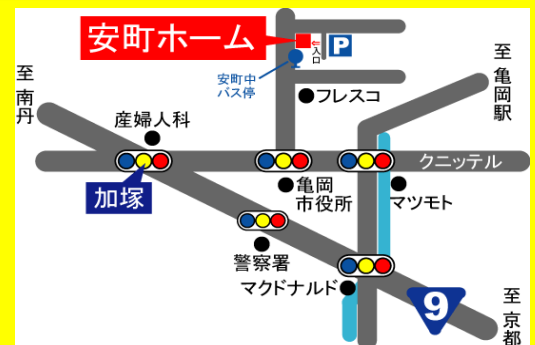 安町ホーム
⇐入口
P
至亀岡駅
安町中
バス停
フレスコ
至南丹
産婦人科
クニッテル
加塚
亀岡
市役所
マツモト
警察署
マクドナルド
9
至京都